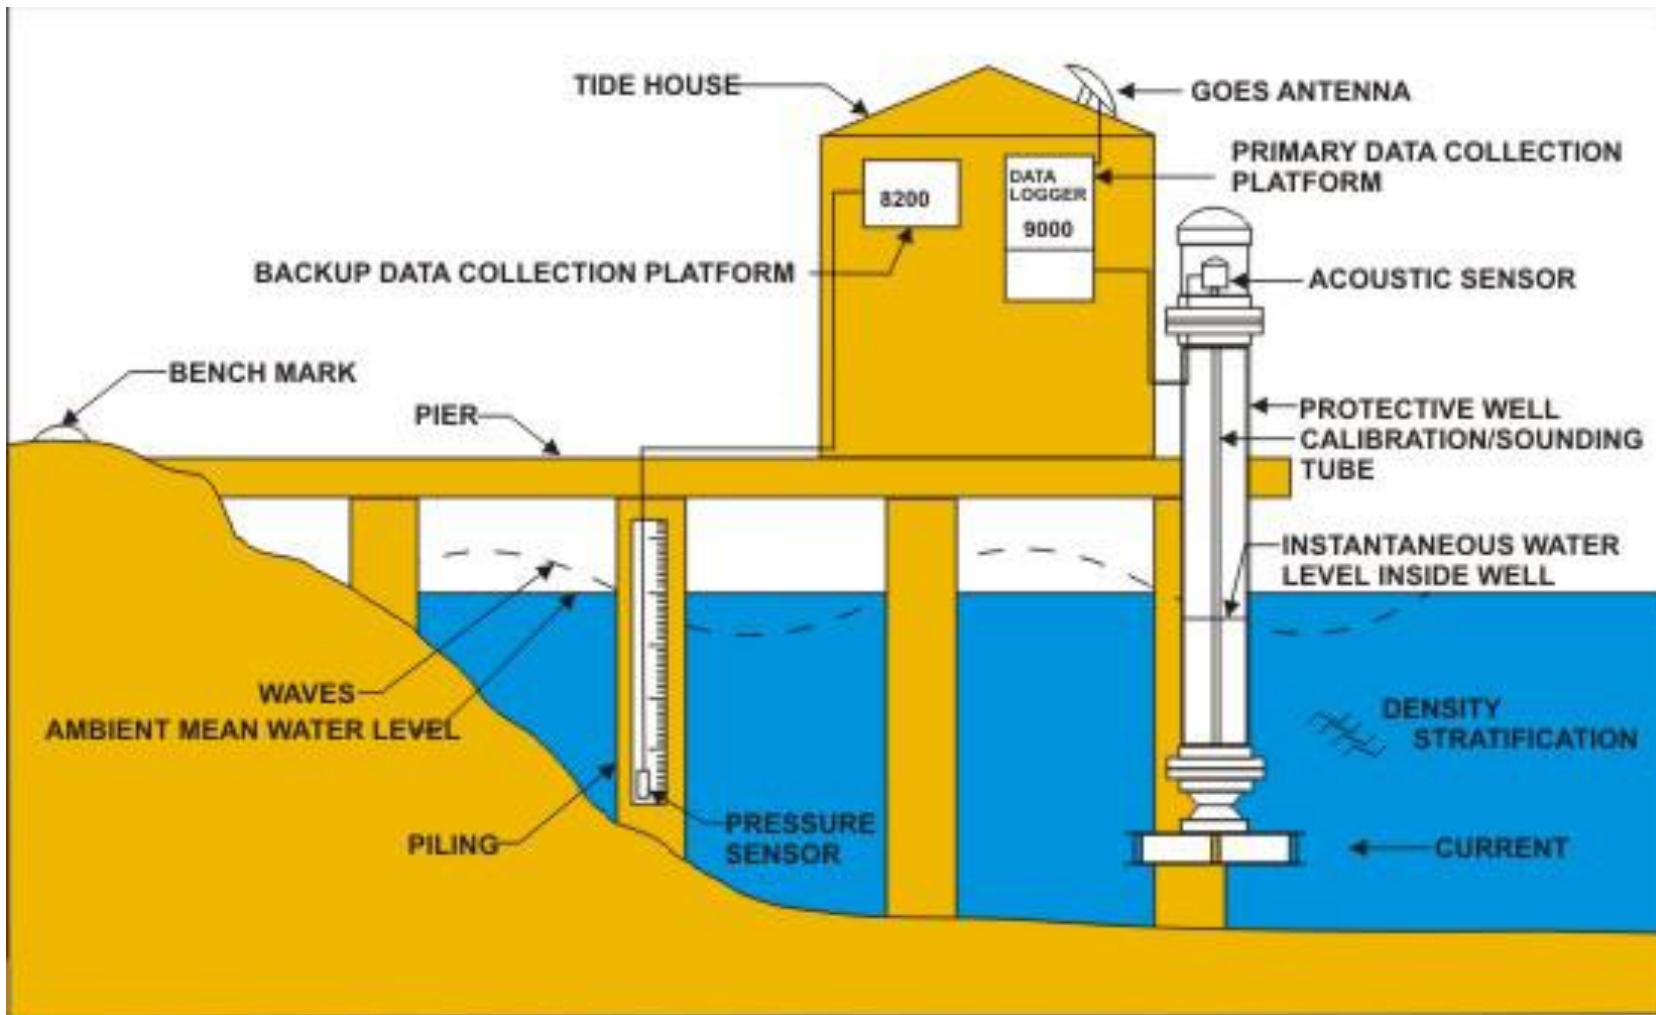 TIDE HOUSE
GOES ANTENNA
PRIMARY DATA COLLECTION
PLATFORM
DATA
LOGGER
9000
8200
BACKUP DATA COLLECTION PLATFORM
ACOUSTIC SENSOR
BENCH MARK
PIER
PROTECTIVE WELL
CALIBRATION/SOUNDING
TUBE
INSTANTANEOUS WATER
LEVEL INSIDE WELL
WAVES
AMBIENT MEAN WATER LEVEL
DENSITY
STRATIFICATION
PILING
PRESSURE
SENSOR
CURRENT